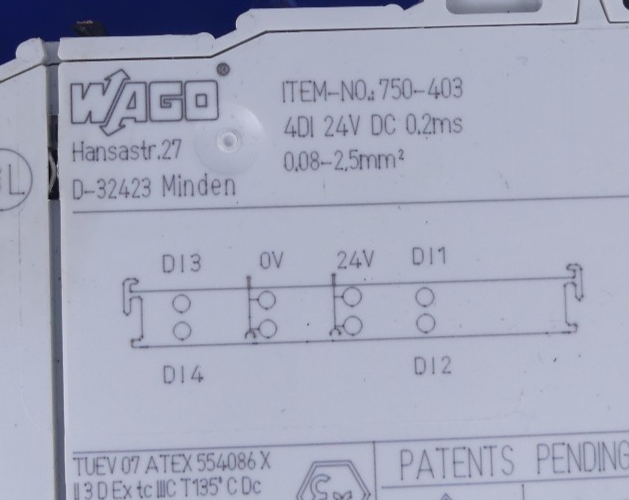 WAGO®
ITEM-NO.: 750-403
Hansastr.27
4DI 24V DC 0.2ms
D-32423 Minden
0,08-2,5mm²
DI3 0V 24V DI1
DI4 DI2
TUEV 07 ATEX 554086 X
II 3 D Ex tc IIIC T135°C Dc
Ex
PATENTS PENDING